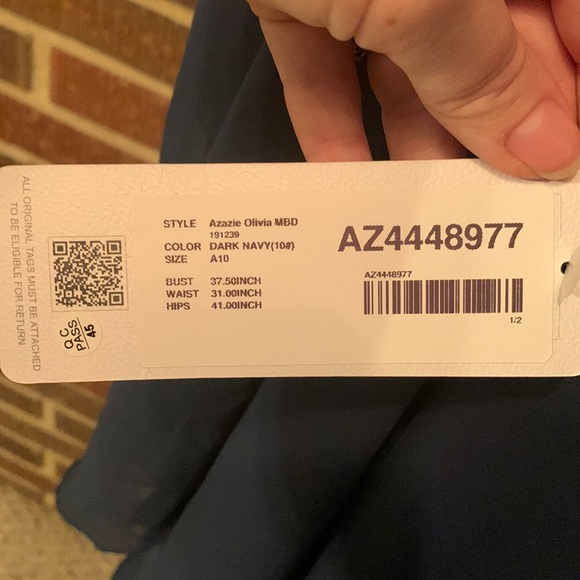 ALL ORIGINAL TAGS MUST BE ATTACHED
TO BE ELIGIBLE FOR RETURN
QC
PASS
45
STYLE Azazie Olivia MBD
191239
COLOR DARK NAVY(10#)
SIZE A10
BUST 37.50INCH
WAIST 31.00INCH
HIPS 41.00INCH
AZ4448977
AZ4448977
1/2